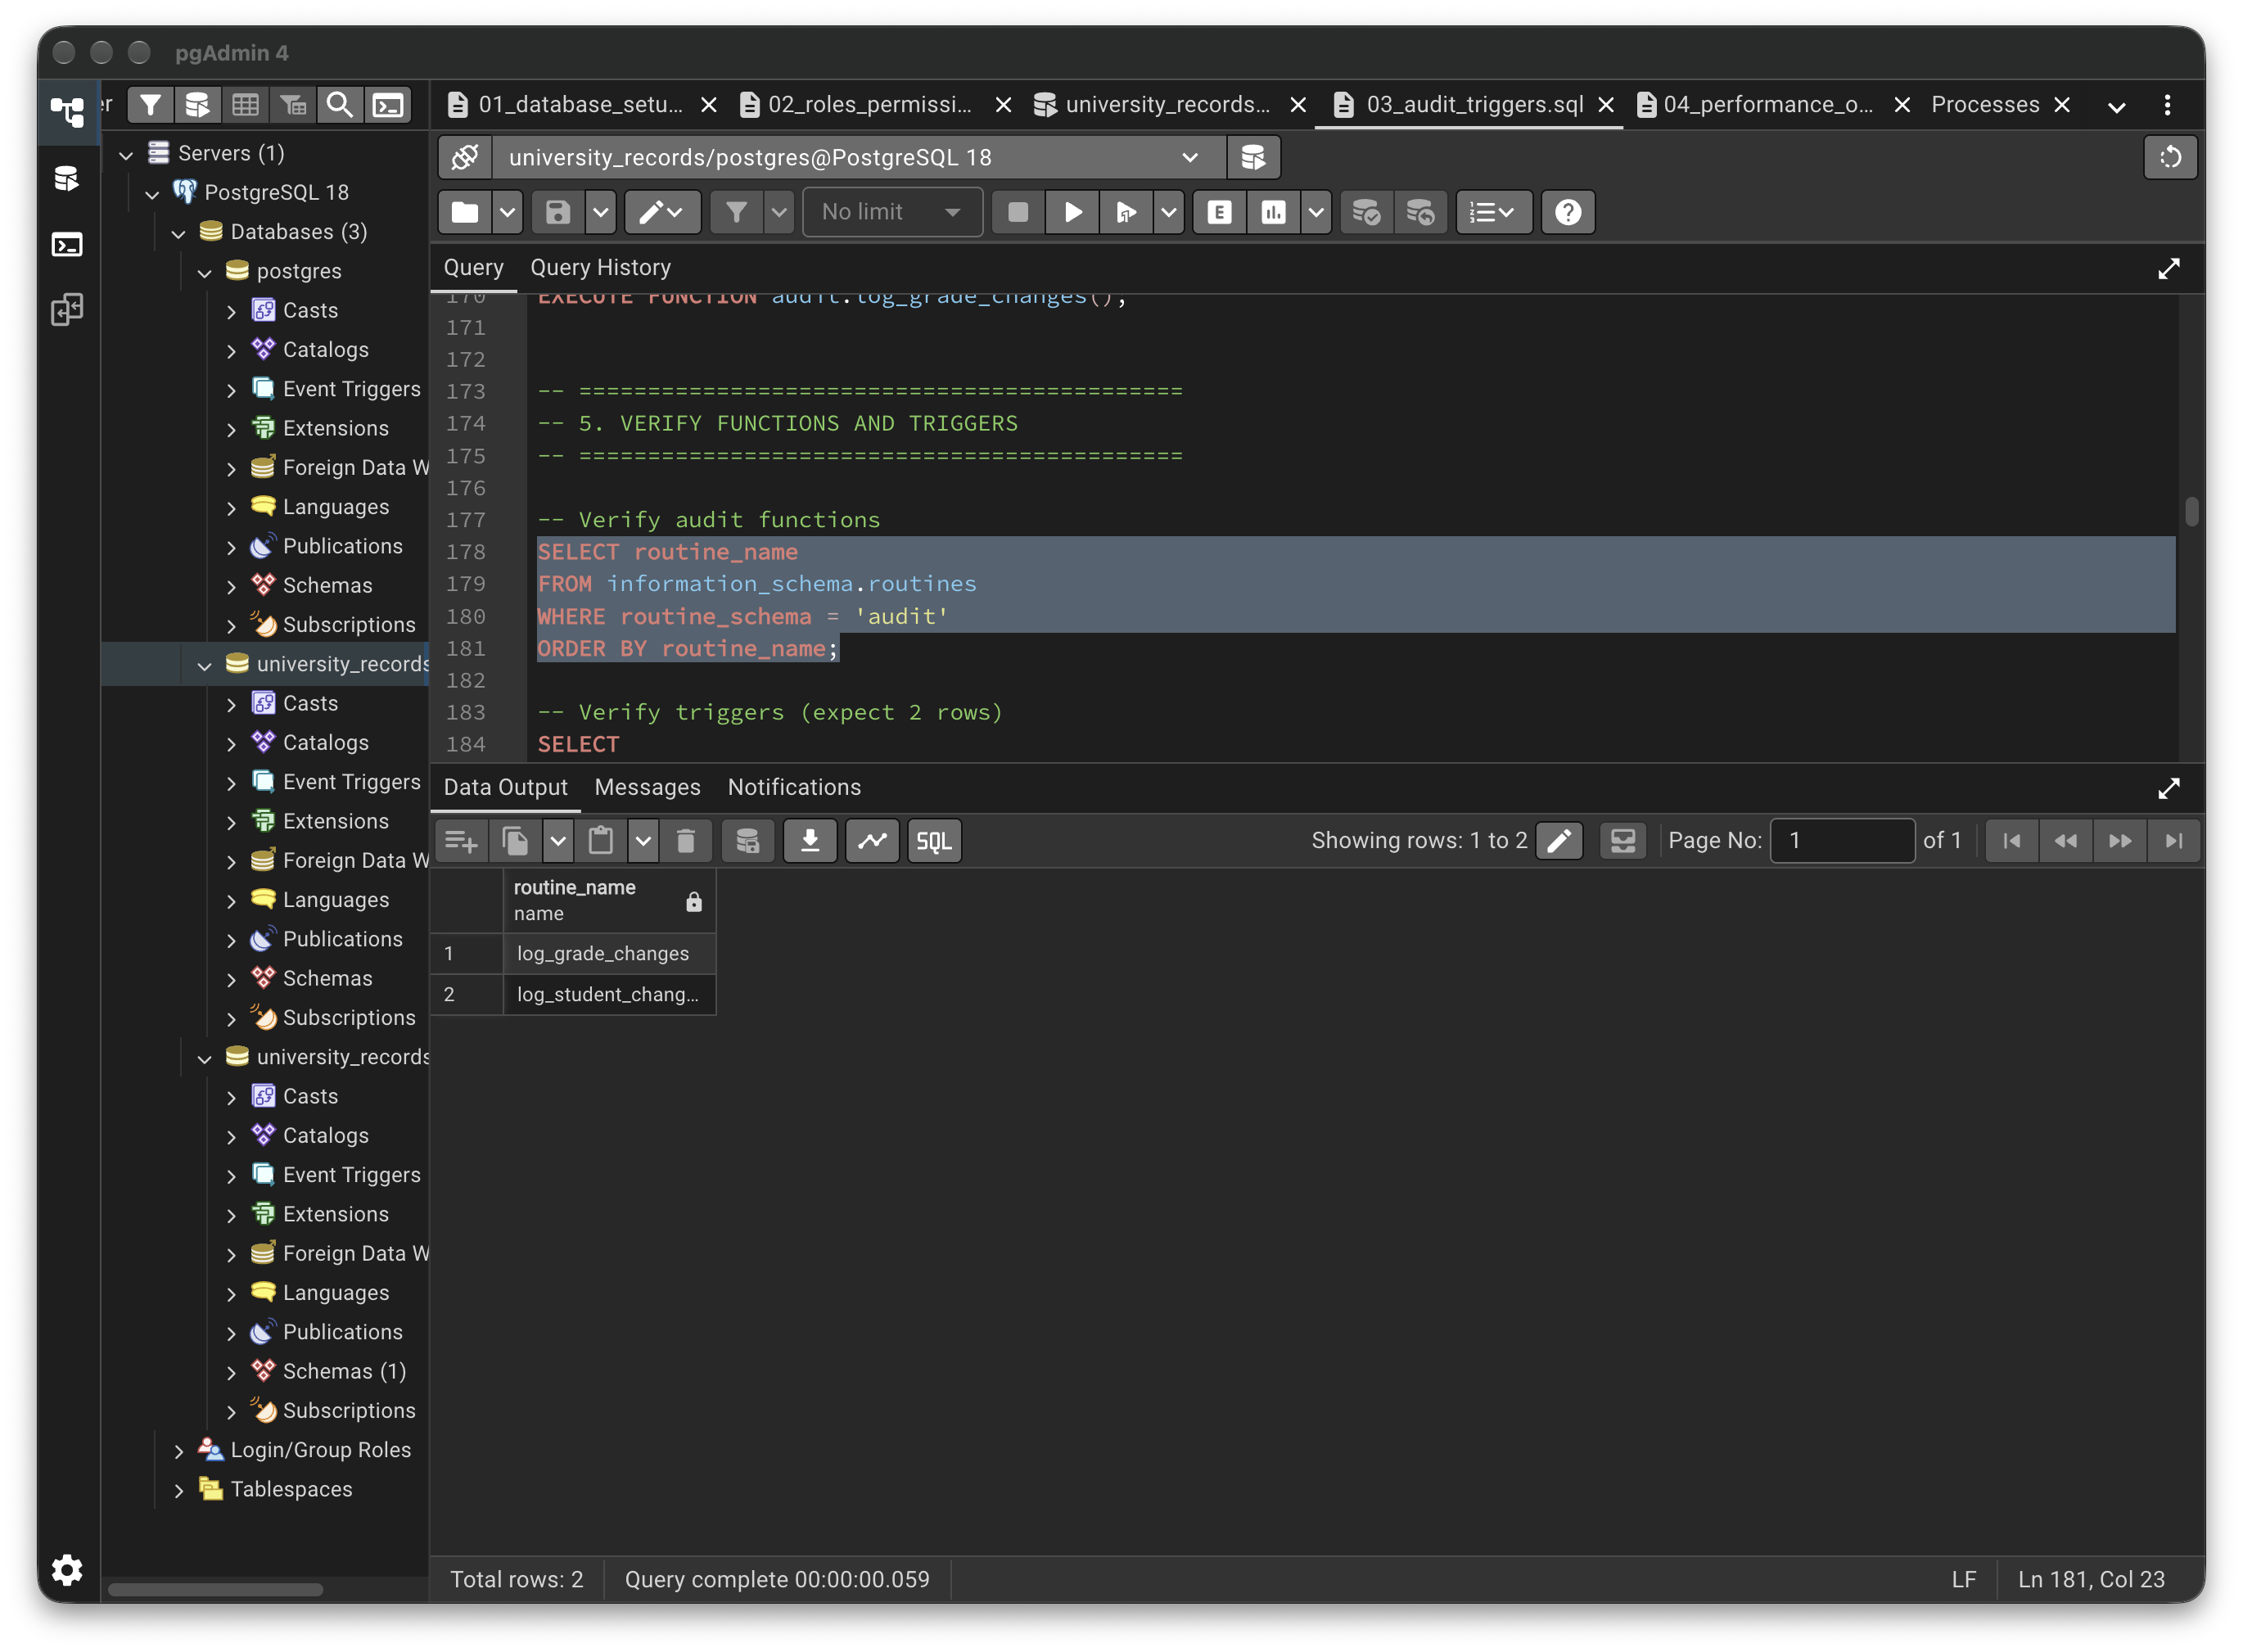 pgAdmin 4
er
01_database_setu...
02_roles_permissi...
university_records...
03_audit_triggers.sql
04_performance_o...
Processes
Servers (1)
PostgreSQL 18
Databases (3)
postgres
Casts
Catalogs
Event Triggers
Extensions
Foreign Data W
Languages
Publications
Schemas
Subscriptions
university_records
Casts
Catalogs
Event Triggers
Extensions
Foreign Data W
Languages
Publications
Schemas
Subscriptions
university_records
Casts
Catalogs
Event Triggers
Extensions
Foreign Data W
Languages
Publications
Schemas (1)
Subscriptions
Login/Group Roles
Tablespaces
university_records/postgres@PostgreSQL 18
No limit
E
Query
Query History
170 EXECUTE FUNCTION audit.log_grade_changes();
171
172
173 -- ============================================
174 -- 5. VERIFY FUNCTIONS AND TRIGGERS
175 -- ============================================
176
177 -- Verify audit functions
178 SELECT routine_name
179 FROM information_schema.routines
180 WHERE routine_schema = 'audit'
181 ORDER BY routine_name;
182
183 -- Verify triggers (expect 2 rows)
184 SELECT
Data Output
Messages
Notifications
SQL
Showing rows: 1 to 2
Page No:
1
of 1
routine_name
name
1 log_grade_changes
2 log_student_chang...
Total rows: 2
Query complete 00:00:00.059
LF
Ln 181, Col 23